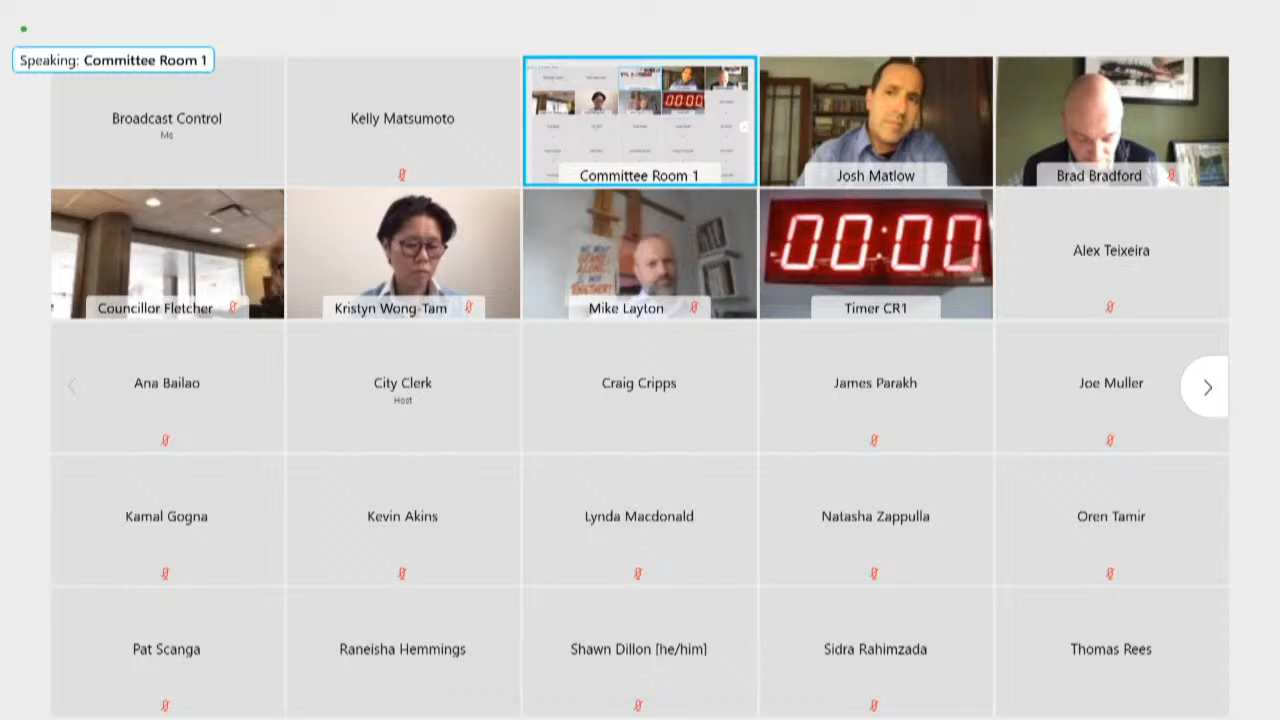 Speaking: Committee Room 1
Broadcast Control
Me
Kelly Matsumoto
Committee Room 1
Josh Matlow
Brad Bradford
Councillor Fletcher
Kristyn Wong-Tam
Mike Layton
00:00
Timer CR1
Alex Teixeira
Ana Bailao
City Clerk
Host
Craig Cripps
James Parakh
Joe Muller
Kamal Gogna
Kevin Akins
Lynda Macdonald
Natasha Zappulla
Oren Tamir
Pat Scanga
Raneisha Hemmings
Shawn Dillon [he/him]
Sidra Rahimzada
Thomas Rees